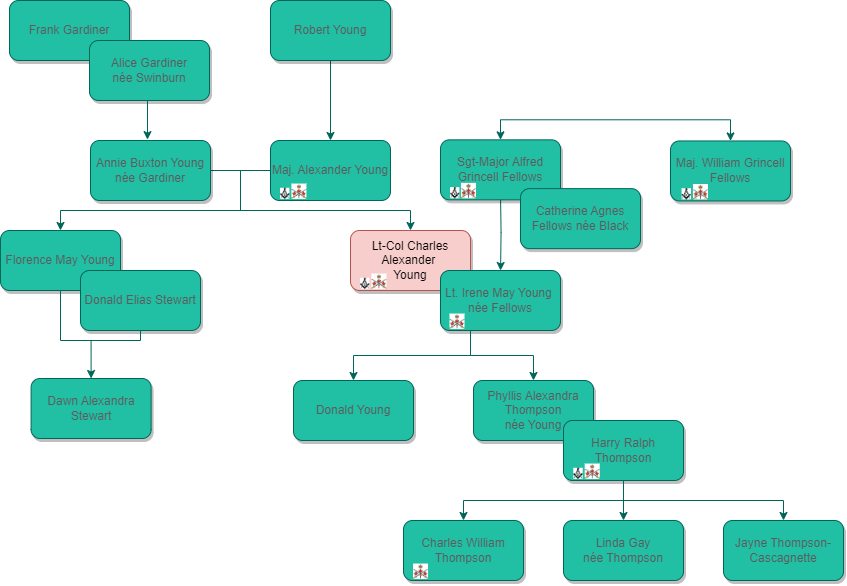 Frank Gardiner
Alice Gardiner
née Swinburn
Robert Young
Annie Buxton Young
nèe Gardiner
Maj. Alexander Young
Sgt-Major Alfred
Grincell Fellows
Maj. William Grincell
Fellows
Catherine Agnes
Fellows nèe Black
Florence May Young
Donald Elias Stewart
Lt-Col Charles
Alexander
Young
Lt. Irene May Young
née Fellows
Dawn Alexandra
Stewart
Donald Young
Phyllis Alexandra
Thompson
née Young
Harry Ralph
Thompson
Charles William
Thompson
Linda Gay
nèe Thompson
Jayne Thompson-
Cascagnette